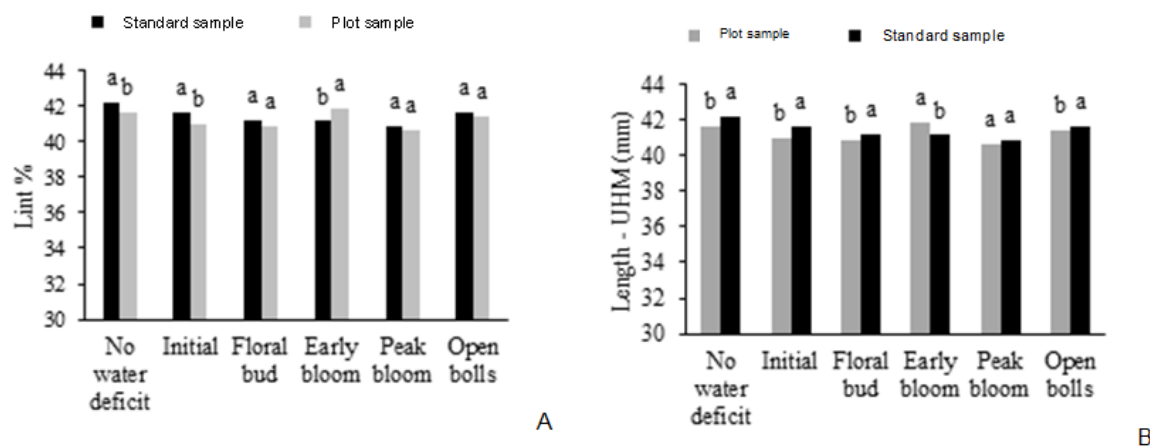 Standard sample Plot sample
Lint %
44
42
40
38
36
34
32
30
a b a b a a b a a a a a
No water deficit
Initial
Floral bud
Early bloom
Peak bloom
Open bolls
A
Plot sample Standard sample
Length - UHM (mm)
44
42
40
38
36
34
32
30
b a b a b a a b a a b a
No water deficit
Initial
Floral bud
Early bloom
Peak bloom
Open bolls
B